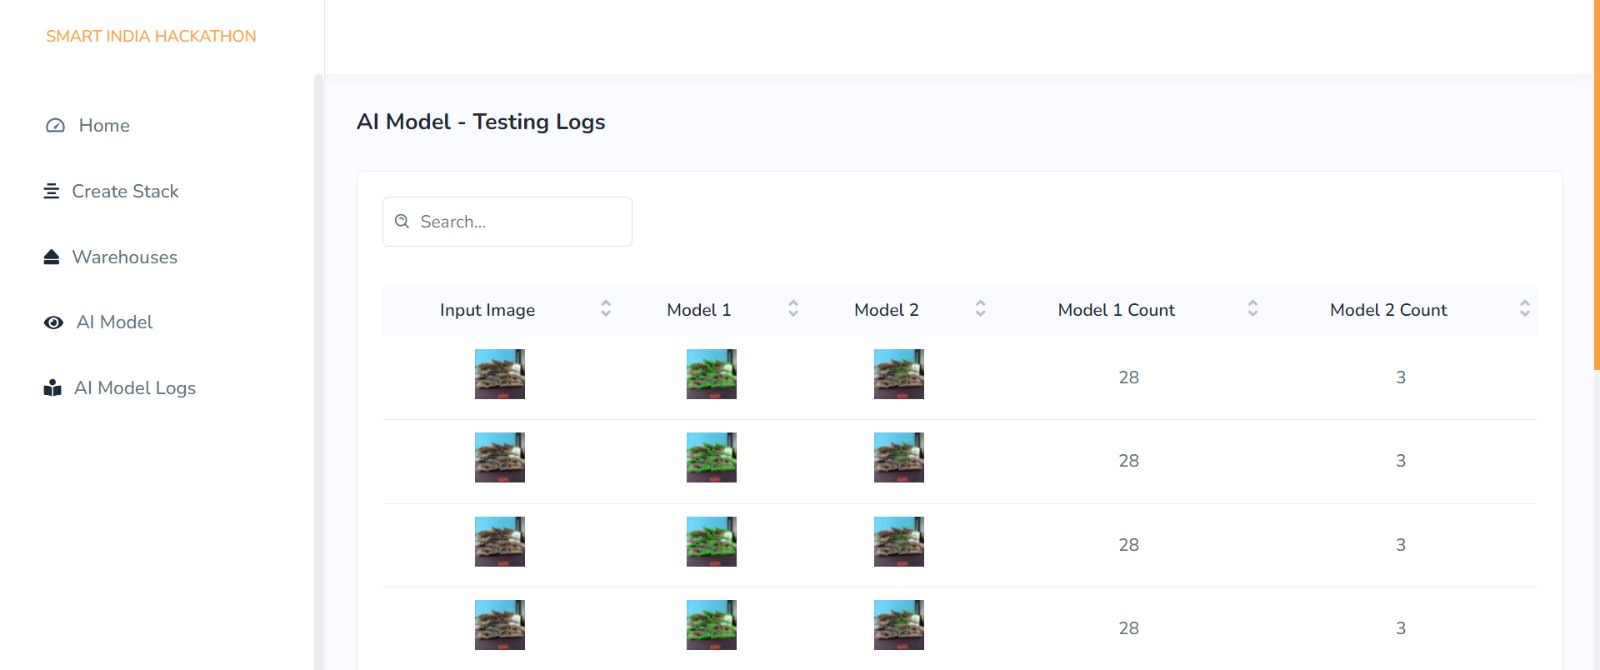 SMART INDIA HACKATHON
Home
Create Stack
Warehouses
AI Model
AI Model Logs
AI Model - Testing Logs
Search...
Input Image Model 1 Model 2 Model 1 Count Model 2 Count
28 3
28 3
28 3
28 3